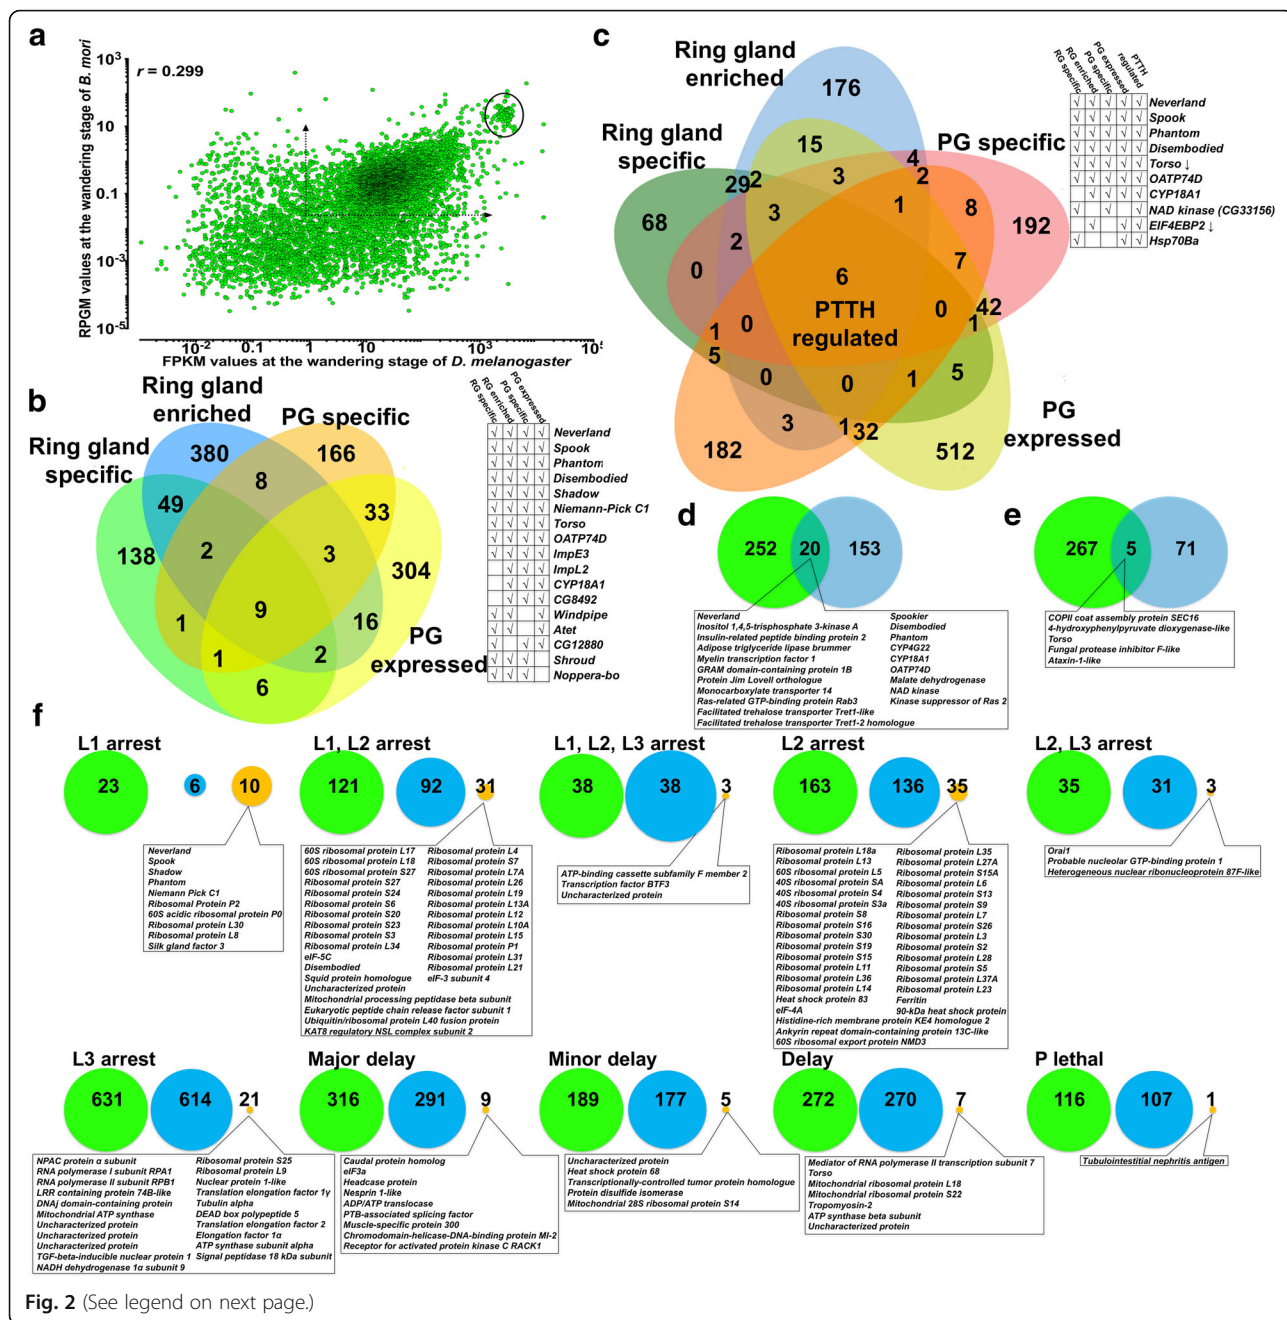 a
r = 0.299
RPGM values at the wandering stage of B. mori
10³
10
0.1
10⁻³
10⁻⁵
10⁻² 0.1 10 10³ 10⁵
FPKM values at the wandering stage of D. melanogaster
b
Ring gland enriched
PG specific
Ring gland specific
PG expressed
380
166
8
49
33
138
2
3
304
9
1
16
1
2
6
RG specific
RG enriched
PG specific
PG expressed
Neverland
Spook
Phantom
Disembodied
Shadow
Niemann-Pick C1
Torso
OATP74D
ImpE3
ImpL2
CYP18A1
CG8492
Windpipe
Atet
CG12880
Shroud
Noppera-bo
c
Ring gland enriched
Ring gland specific
PG specific
176
15
4
29
2
3
2
68
3
1
8
192
2
7
0
6
42
PTTH regulated
0
1
1
0
5
0
0
1
5
3
1
32
182
512
PG expressed
RG specific
RG enriched
PG specific
PG expressed
PTTH regulated
Neverland
Spook
Phantom
Disembodied
Torso ↓
OATP74D
CYP18A1
NAD kinase (CG33156)
EIF4EBP2 ↓
Hsp70Ba
d
252 20 153
Neverland
Inositol 1,4,5-trisphosphate 3-kinase A
Insulin-related peptide binding protein 2
Adipose triglyceride lipase brummer
Myelin transcription factor 1
GRAM domain-containing protein 1B
Protein Jim Lovell orthologue
Monocarboxylate transporter 14
Ras-related GTP-binding protein Rab3
Facilitated trehalose transporter Tret1-like
Facilitated trehalose transporter Tret1-2 homologue
Spookier
Disembodied
Phantom
CYP4G22
CYP18A1
OATP74D
Malate dehydrogenase
NAD kinase
Kinase suppressor of Ras 2
e
267 5 71
COPII coat assembly protein SEC16
4-hydroxyphenylpyruvate dioxygenase-like
Torso
Fungal protease inhibitor F-like
Ataxin-1-like
f
L1 arrest
23 6 10
Neverland
Spook
Shadow
Phantom
Niemann Pick C1
Ribosomal Protein P2
60S acidic ribosomal protein P0
Ribosomal protein L30
Ribosomal protein L8
Silk gland factor 3
L1, L2 arrest
121 92 31
60S ribosomal protein L17
60S ribosomal protein L18
60S ribosomal protein S27
Ribosomal protein S27
Ribosomal protein S24
Ribosomal protein S6
Ribosomal protein S20
Ribosomal protein S23
Ribosomal protein S3
Ribosomal protein L34
eIF-5C
Disembodied
Squid protein homologue
Uncharacterized protein
Mitochondrial processing peptidase beta subunit
Eukaryotic peptide chain release factor subunit 1
Ubiquitin/ribosomal protein L40 fusion protein
KAT8 regulatory NSL complex subunit 2
Ribosomal protein L4
Ribosomal protein S7
Ribosomal protein L7A
Ribosomal protein L26
Ribosomal protein L19
Ribosomal protein L13A
Ribosomal protein L12
Ribosomal protein L10A
Ribosomal protein L15
Ribosomal protein P1
Ribosomal protein L31
Ribosomal protein L21
eIF-3 subunit 4
L1, L2, L3 arrest
38 38 3
ATP-binding cassette subfamily F member 2
Transcription factor BTF3
Uncharacterized protein
L2 arrest
163 136 35
Ribosomal protein L18a
Ribosomal protein L13
60S ribosomal protein L5
40S ribosomal protein SA
40S ribosomal protein S4
40S ribosomal protein S3a
Ribosomal protein S8
Ribosomal protein S16
Ribosomal protein S30
Ribosomal protein S19
Ribosomal protein S15
Ribosomal protein L11
Ribosomal protein L36
Ribosomal protein L14
Heat shock protein 83
eIF-4A
Histidine-rich membrane protein KE4 homologue 2
Ankyrin repeat domain-containing protein 13C-like
60S ribosomal export protein NMD3
Ribosomal protein L35
Ribosomal protein L27A
Ribosomal protein S15A
Ribosomal protein L6
Ribosomal protein S13
Ribosomal protein S9
Ribosomal protein L7
Ribosomal protein S26
Ribosomal protein L3
Ribosomal protein S2
Ribosomal protein L28
Ribosomal protein S5
Ribosomal protein L37A
Ribosomal protein L23
Ferritin
90-kDa heat shock protein
L2, L3 arrest
35 31 3
Orai1
Probable nucleolar GTP-binding protein 1
Heterogeneous nuclear ribonucleoprotein 87F-like
L3 arrest
631 614 21
NPAC protein α subunit
RNA polymerase I subunit RPA1
RNA polymerase II subunit RPB1
LRR containing protein 74B-like
DNAj domain-containing protein
Mitochondrial ATP synthase
Uncharacterized protein
Uncharacterized protein
Uncharacterized protein
TGF-beta-inducible nuclear protein 1
NADH dehydrogenase 1α subunit 9
Ribosomal protein S25
Ribosomal protein L9
Nuclear protein 1-like
Translation elongation factor 1γ
Tubulin alpha
DEAD box polypeptide 5
Translation elongation factor 2
Elongation factor 1α
ATP synthase subunit alpha
Signal peptidase 18 kDa subunit
Major delay
316 291 9
Caudal protein homolog
eIF3a
Headcase protein
Nesprin 1-like
ADP/ATP translocase
PTB-associated splicing factor
Muscle-specific protein 300
Chromodomain-helicase-DNA-binding protein MI-2
Receptor for activated protein kinase C RACK1
Minor delay
189 177 5
Uncharacterized protein
Heat shock protein 68
Transcriptionally-controlled tumor protein homologue
Protein disulfide isomerase
Mitochondrial 28S ribosomal protein S14
Delay
272 270 7
Mediator of RNA polymerase II transcription subunit 7
Torso
Mitochondrial ribosomal protein L18
Mitochondrial ribosomal protein S22
Tropomyosin-2
ATP synthase beta subunit
Uncharacterized protein
P lethal
116 107 1
Tubulointestitial nephritis antigen
Fig. 2 (See legend on next page.)